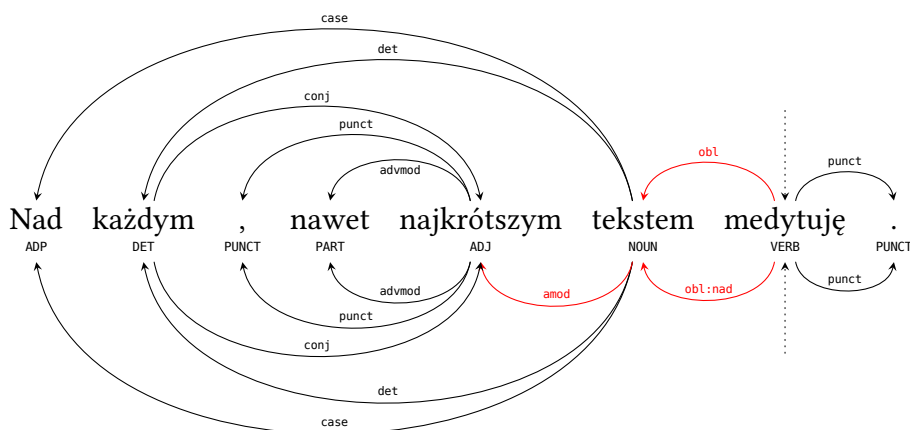 case
det
conj
punct
advmod
obl
punct
Nad każdym , nawet najkrótszym tekstem medytuję .
ADP DET PUNCT PART ADJ NOUN VERB PUNCT
advmod
amod
obl:nad
punct
punct
conj
det
case